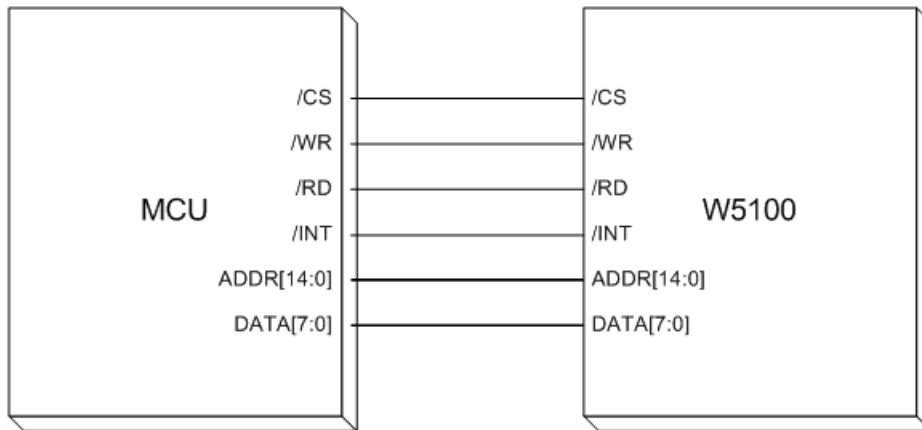 /CS
/WR
/RD
/INT
ADDR[14:0]
DATA[7:0]
MCU
/CS
/WR
/RD
/INT
ADDR[14:0]
DATA[7:0]
W5100